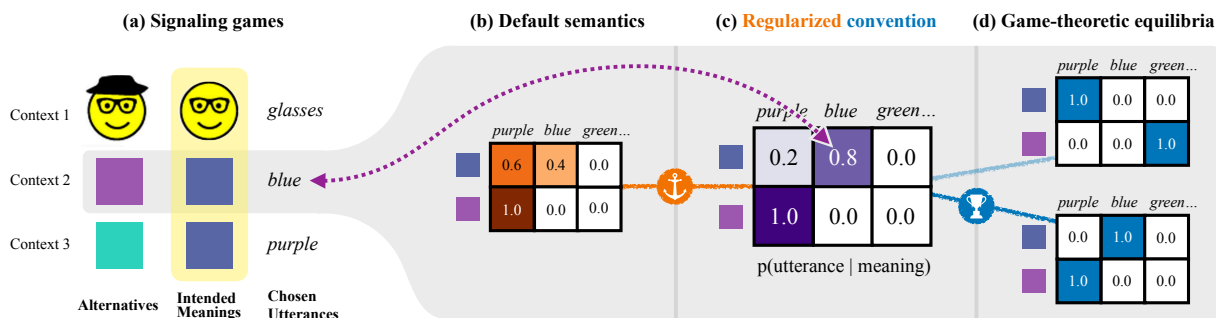 (a) Signaling games
(b) Default semantics
(c) Regularized convention
(d) Game-theoretic equilibria
Context 1
glasses
Context 2
blue
Context 3
purple
Alternatives
Intended
Meanings
Chosen
Utterances
purple blue green...
0.6 0.4 0.0
1.0 0.0 0.0
purple blue green...
0.2 0.8 0.0
1.0 0.0 0.0
p(utterance | meaning)
purple blue green...
1.0 0.0 0.0
0.0 0.0 1.0
purple blue green...
0.0 1.0 0.0
1.0 0.0 0.0